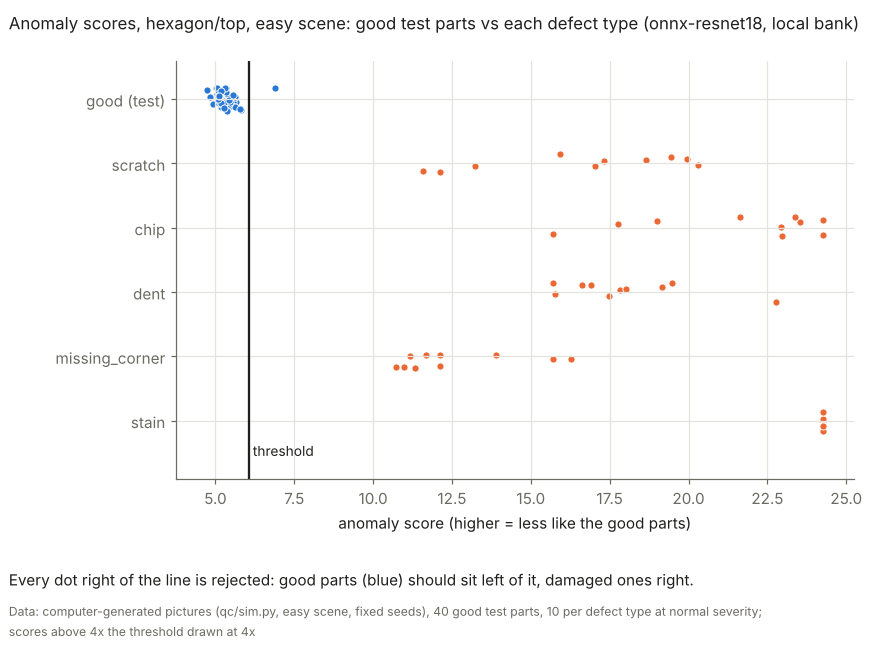 Anomaly scores, hexagon/top, easy scene: good test parts vs each defect type (onnx-resnet18, local bank)
good (test)
scratch
chip
dent
missing_corner
stain
threshold
5.0 7.5 10.0 12.5 15.0 17.5 20.0 22.5 25.0
anomaly score (higher = less like the good parts)
Every dot right of the line is rejected: good parts (blue) should sit left of it, damaged ones right.
Data: computer-generated pictures (qc/sim.py, easy scene, fixed seeds), 40 good test parts, 10 per defect type at normal severity;
scores above 4x the threshold drawn at 4x